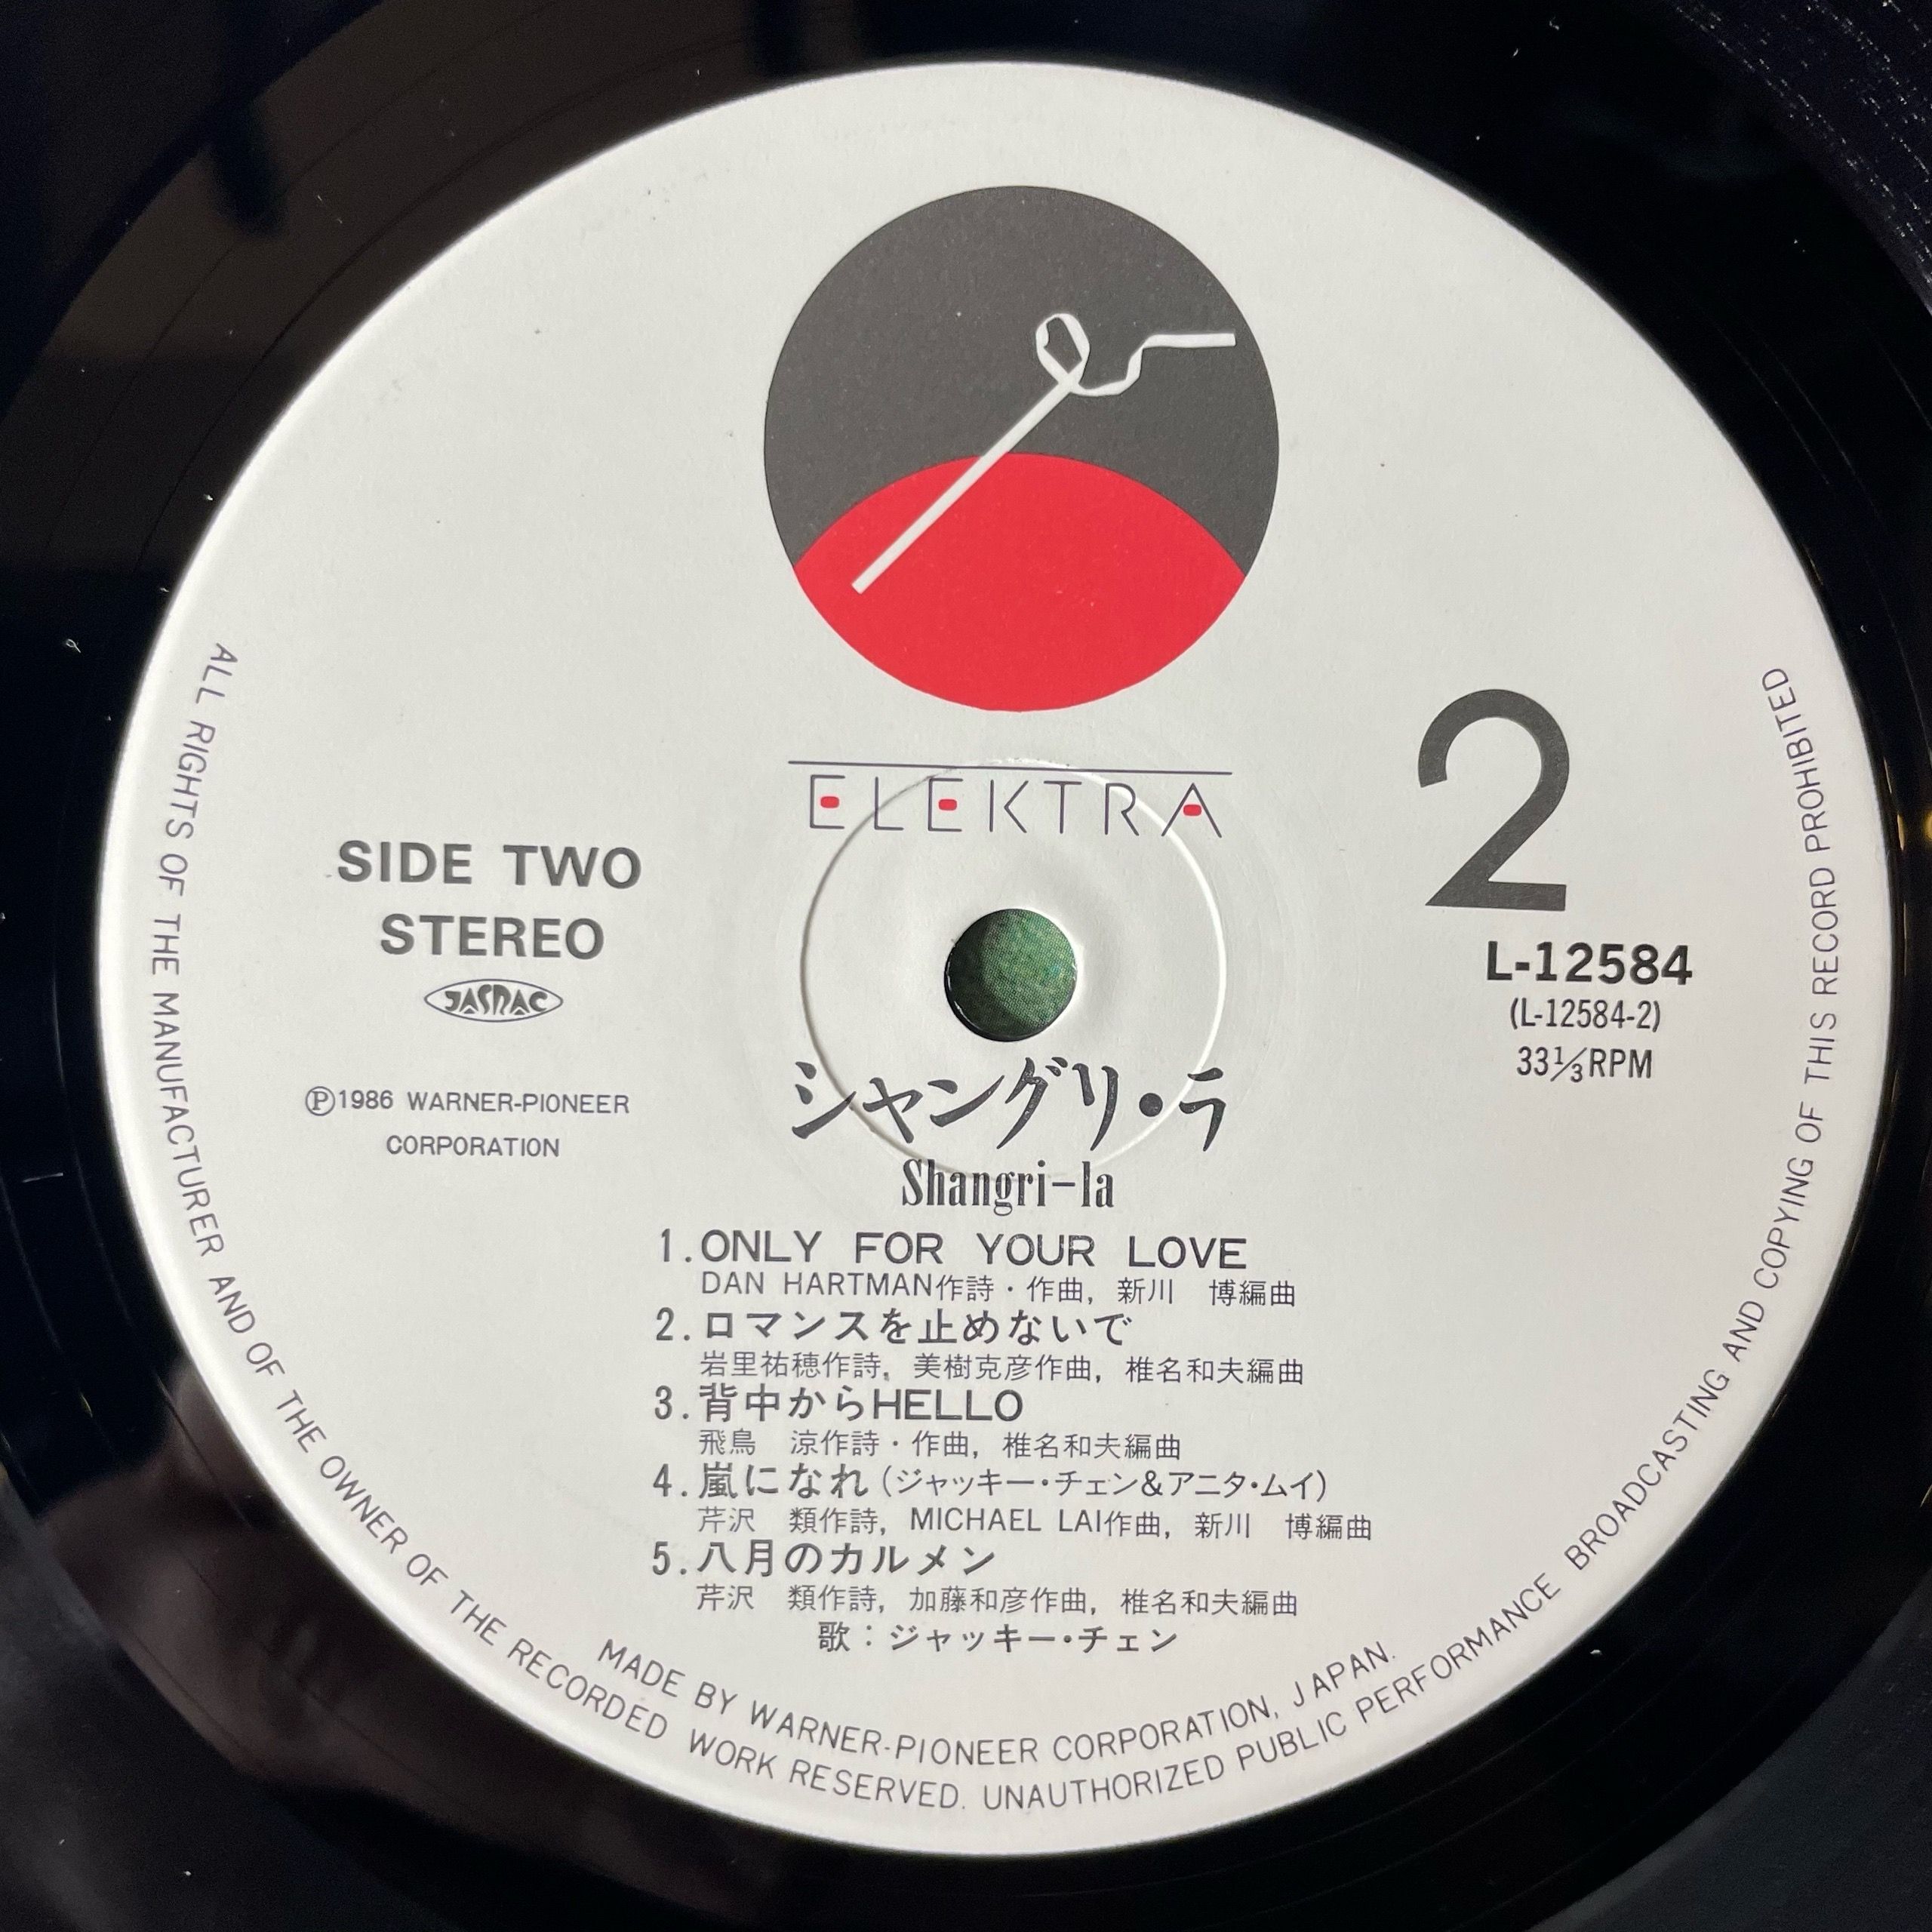 ELEKTRA
SIDE TWO
STEREO
JASRAC
Ⓟ1986 WARNER-PIONEER
CORPORATION
2
L-12584
(L-12584-2)
33⅓RPM
シャングリ・ラ
Shangri-la
1.ONLY FOR YOUR LOVE
DAN HARTMAN作詩・作曲, 新川 博編曲
2.ロマンスを止めないで
岩里祐穂作詩, 美樹克彦作曲, 椎名和夫編曲
3.背中からHELLO
飛鳥 涼作詩・作曲, 椎名和夫編曲
4.嵐になれ(ジャッキー・チェン&アニタ・ムイ)
芹沢 類作詩, MICHAEL LAI作曲, 新川 博編曲
5.八月のカルメン
芹沢 類作詩, 加藤和彦作曲, 椎名和夫編曲
歌:ジャッキー・チェン
MADE BY WARNER-PIONEER CORPORATION, JAPAN.
ALL RIGHTS OF THE MANUFACTURER AND OF THE OWNER OF THE RECORDED WORK RESERVED. UNAUTHORIZED PUBLIC PERFORMANCE BROADCASTING AND COPYING OF THIS RECORD PROHIBITED